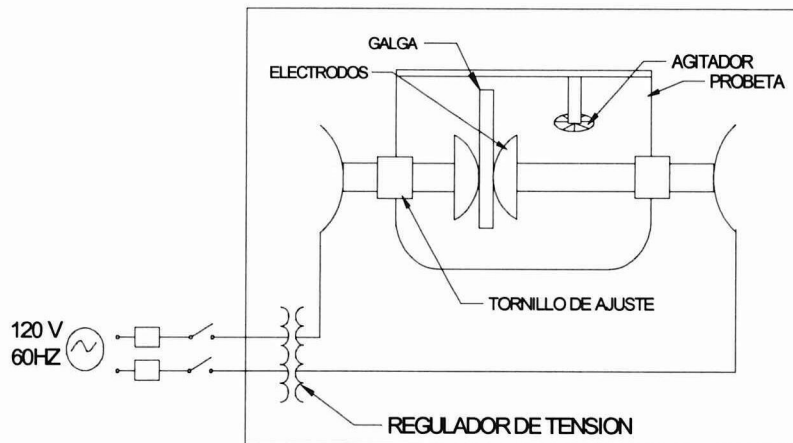 GALGA
ELECTRODOS
AGITADOR
PROBETA
TORNILLO DE AJUSTE
120 V
60HZ
REGULADOR DE TENSION